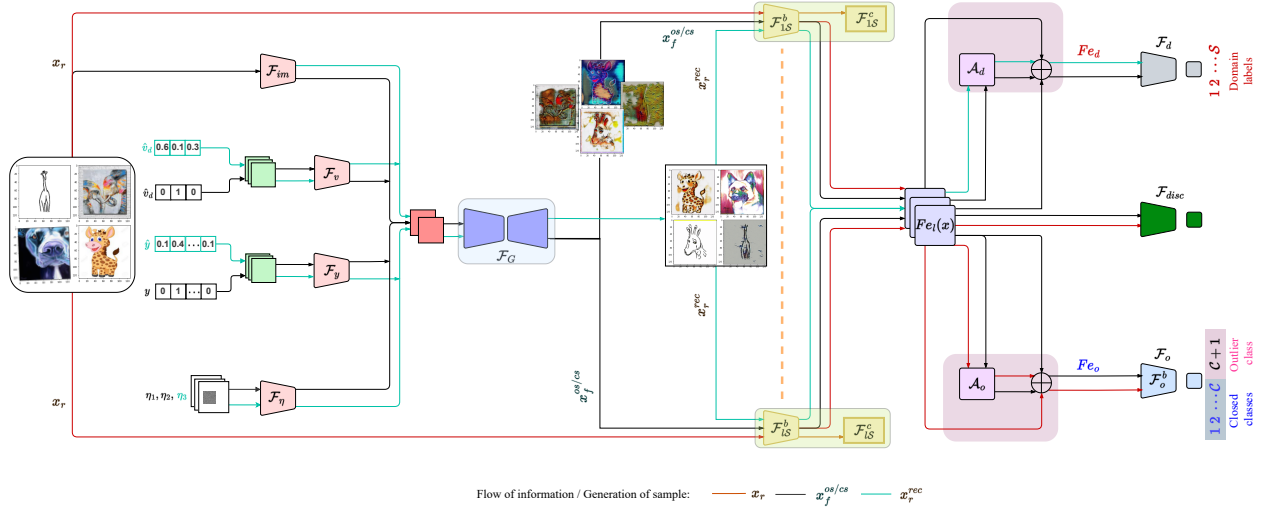 x_r
x_r
F_im
v̂_d 0.6 0.1 0.3
v̂_d 0 1 0
F_v
ŷ 0.1 0.4 ... 0.1
y 0 1 ... 0
F_y
η_1, η_2, η_3
F_η
F_G
x_f^{os/cs}
x_f^{os/cs}
x_r^{rec}
x_r^{rec}
F_{1S}^b
F_{1S}^c
F_{lS}^b
F_{lS}^c
Fe_l(x)
A_d
Fe_d
F_d
1 2 ··· S
Domain
labels
F_disc
A_o
Fe_o
F_o
F_o^b
1 2 ··· C C+1
Closed
classes
Outlier
class
Flow of information / Generation of sample: x_r x_f^{os/cs} x_r^{rec}